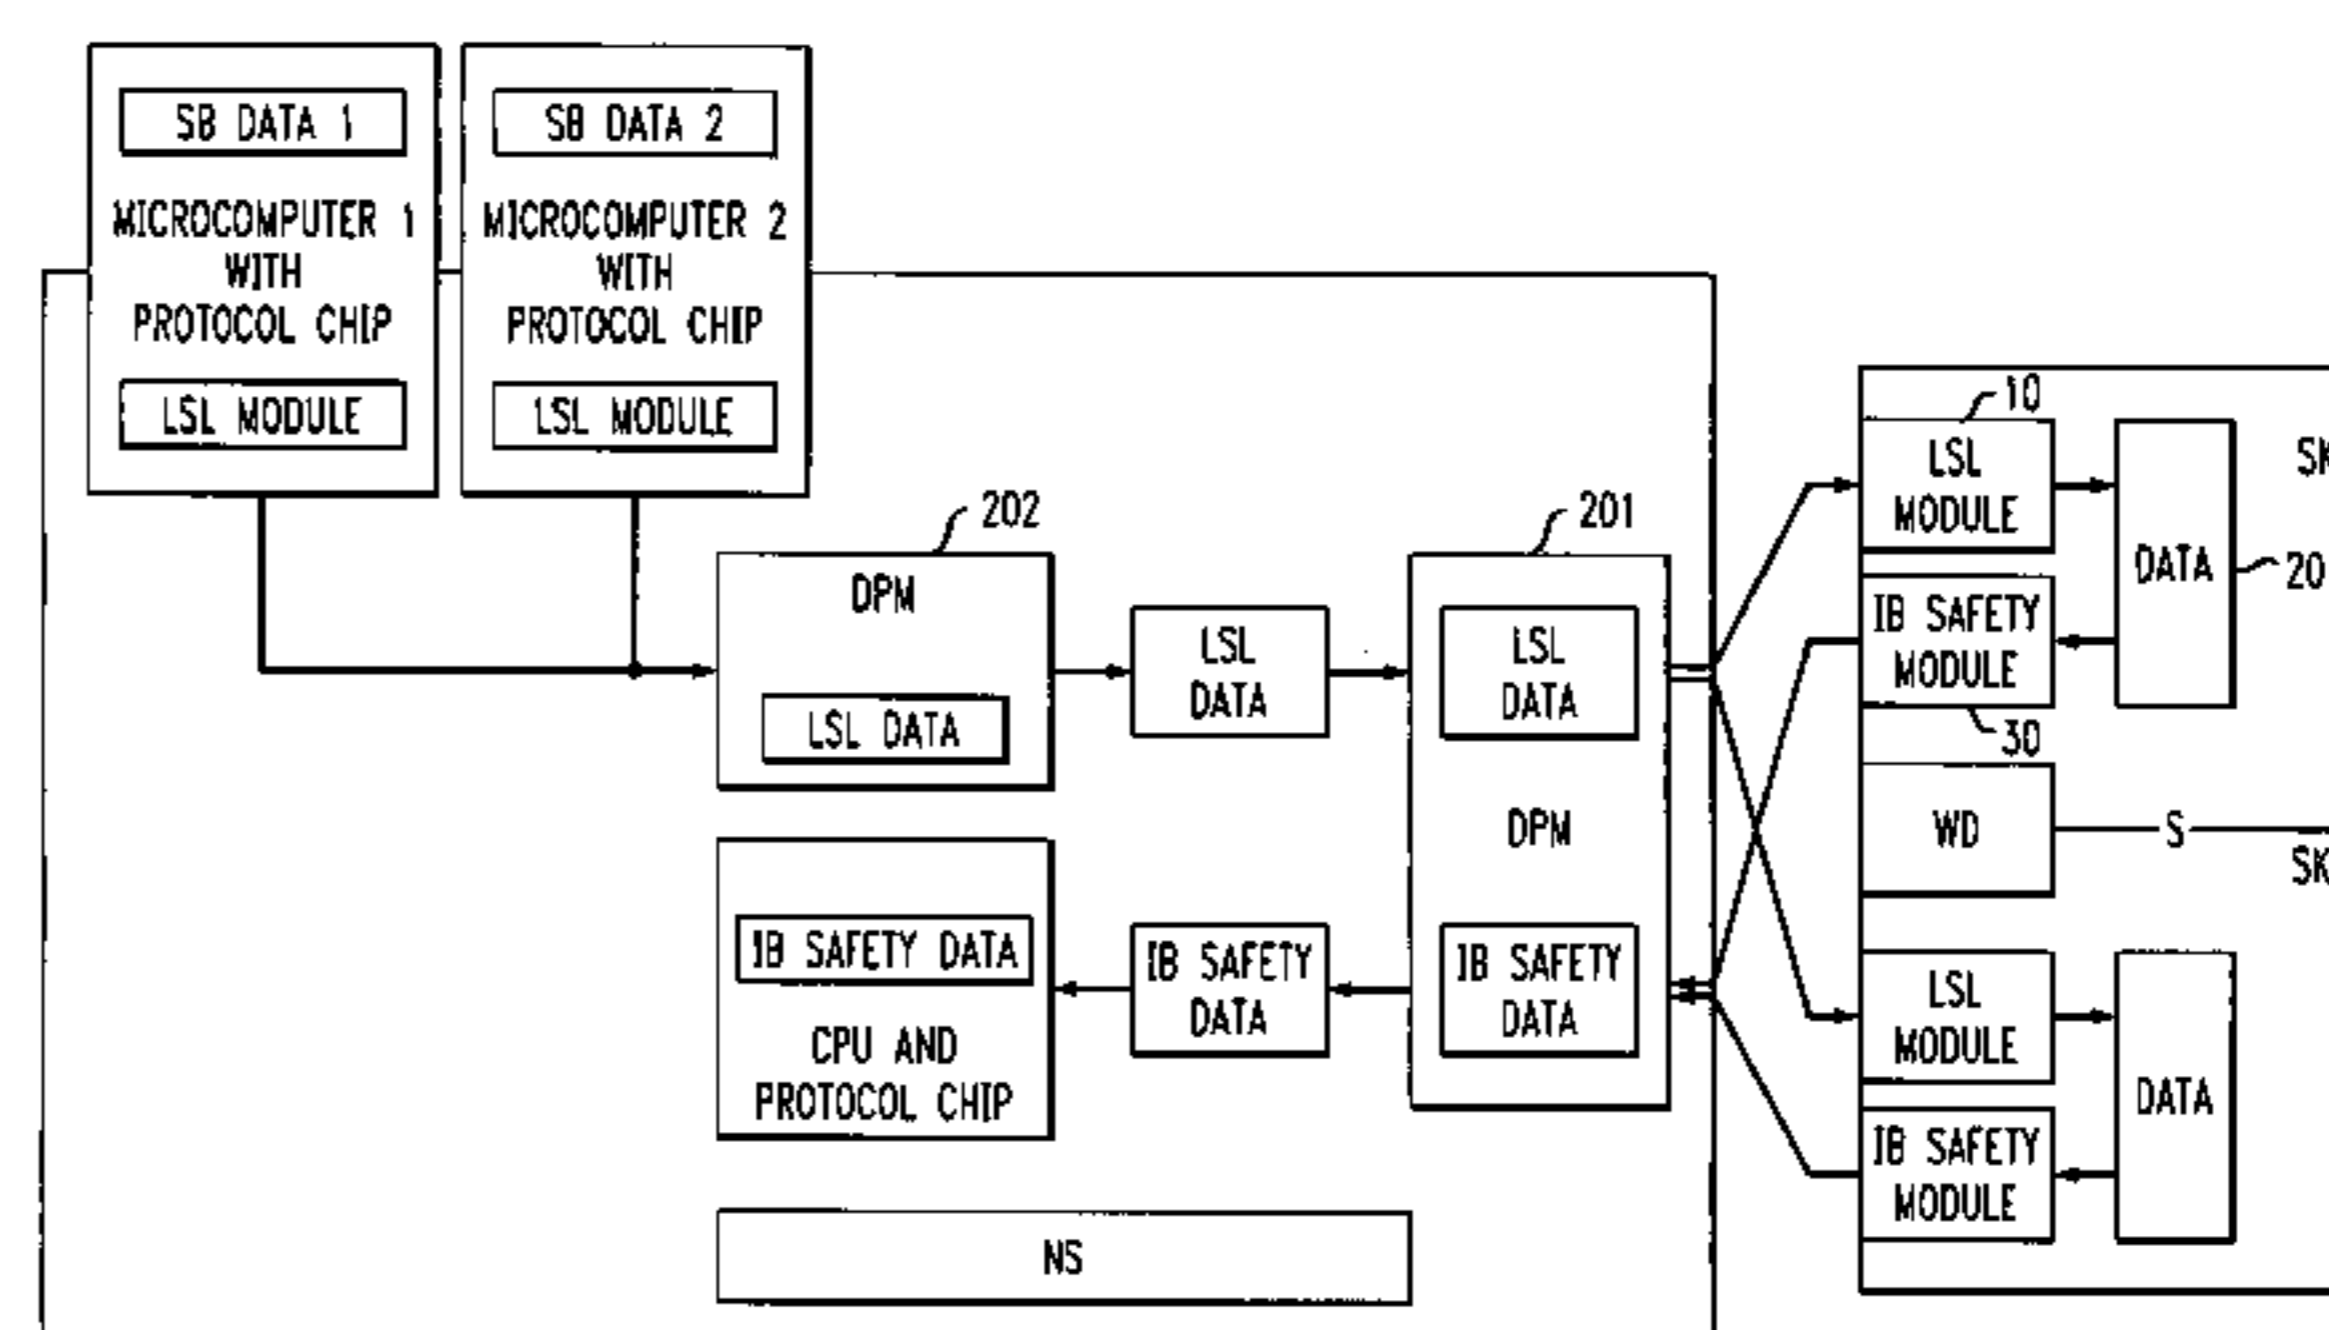 SB DATA 1
MICROCOMPUTER 1
WITH
PROTOCOL CHIP
LSL MODULE
SB DATA 2
MICROCOMPUTER 2
WITH
PROTOCOL CHIP
LSL MODULE
202
DPM
LSL DATA
LSL
DATA
201
LSL
DATA
DPM
IB SAFETY
DATA
IB SAFETY
DATA
IB SAFETY DATA
CPU AND
PROTOCOL CHIP
NS
10
LSL
MODULE
DATA
20
IB SAFETY
MODULE
30
WD
S
LSL
MODULE
DATA
IB SAFETY
MODULE